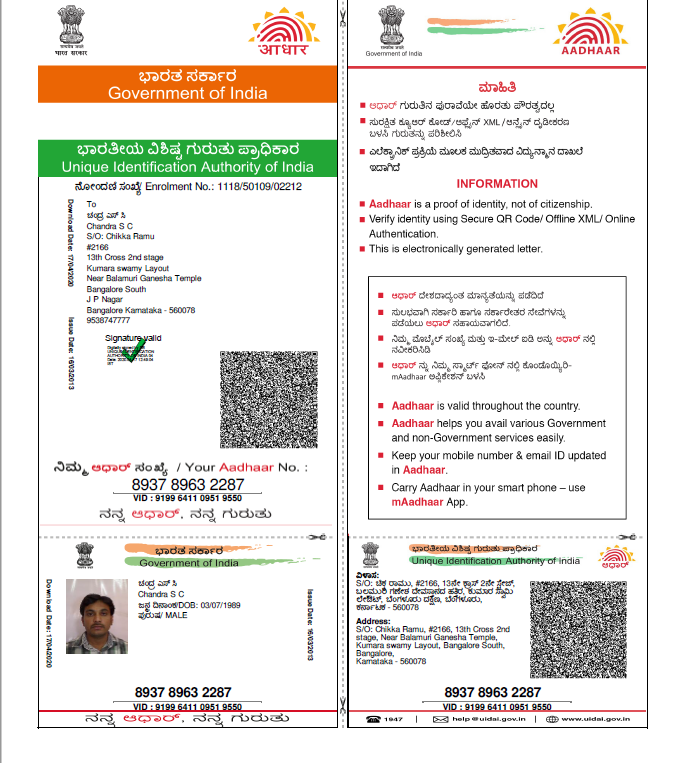 भारत सरकार
आधार
ಭಾರತ ಸರ್ಕಾರ
Government of India
ಭಾರತೀಯ ವಿಶಿಷ್ಟ ಗುರುತು ಪ್ರಾಧಿಕಾರ
Unique Identification Authority of India
ನೋಂದಣಿ ಸಂಖ್ಯೆ/ Enrolment No.: 1118/50109/02212
Download Date: 17/04/2020
Issue Date: 16/03/2013
To
ಚಂದ್ರ ಎಸ್ ಸಿ
Chandra S C
S/O: Chikka Ramu
#2166
13th Cross 2nd stage
Kumara swamy Layout
Near Balamuri Ganesha Temple
Bangalore South
J P Nagar
Bangalore Karnataka - 560078
9538747777
Signature valid
ನಿಮ್ಮ ಆಧಾರ್ ಸಂಖ್ಯೆ / Your Aadhaar No. :
8937 8963 2287
VID : 9199 6411 0951 9550
ನನ್ನ ಆಧಾರ್, ನನ್ನ ಗುರುತು
ಭಾರತ ಸರ್ಕಾರ
Government of India
Download Date: 17/04/2020
ಚಂದ್ರ ಎಸ್ ಸಿ
Chandra S C
ಜನ್ಮ ದಿನಾಂಕ/DOB: 03/07/1989
ಪುರುಷ/ MALE
Issue Date: 16/03/2013
8937 8963 2287
VID : 9199 6411 0951 9550
ನನ್ನ ಆಧಾರ್, ನನ್ನ ಗುರುತು
Government of India
AADHAAR
ಮಾಹಿತಿ
ಆಧಾರ್ ಗುರುತಿನ ಪುರಾವೆಯೇ ಹೊರತು ಪೌರತ್ವದಲ್ಲ
ಸುರಕ್ಷಿತ ಕ್ಯೂಆರ್ ಕೋಡ್/ಆಫ್ಲೈನ್ XML / ಆನ್ಲೈನ್ ದೃಢೀಕರಣ
ಬಳಸಿ ಗುರುತನ್ನು ಪರಿಶೀಲಿಸಿ
ಎಲೆಕ್ಟ್ರಾನಿಕ್ ಪ್ರಕ್ರಿಯೆ ಮೂಲಕ ಮುದ್ರಿತವಾದ ವಿದ್ಯುನ್ಮಾನ ದಾಖಲೆ
ಇದಾಗಿದೆ
INFORMATION
Aadhaar is a proof of identity, not of citizenship.
Verify identity using Secure QR Code/ Offline XML/ Online
Authentication.
This is electronically generated letter.
ಆಧಾರ್ ದೇಶದಾದ್ಯಂತ ಮಾನ್ಯತೆಯನ್ನು ಪಡೆದಿದೆ
ಸುಲಭವಾಗಿ ಸರ್ಕಾರಿ ಹಾಗೂ ಸರ್ಕಾರೇತರ ಸೇವೆಗಳನ್ನು
ಪಡೆಯಲು ಆಧಾರ್ ಸಹಾಯವಾಗಲಿದೆ.
ನಿಮ್ಮ ಮೊಬೈಲ್ ಸಂಖ್ಯೆ ಮತ್ತು ಇ-ಮೇಲ್ ಐಡಿ ಅನ್ನು ಆಧಾರ್ ನಲ್ಲಿ
ನವೀಕರಿಸಿಡಿ
ಆಧಾರ್ ನ್ನು ನಿಮ್ಮ ಸ್ಮಾರ್ಟ್ ಫೋನ್ ನಲ್ಲಿ ಕೊಂಡೊಯ್ಯಿರಿ-
mAadhaar ಅಪ್ಲಿಕೇಶನ್ ಬಳಸಿ
Aadhaar is valid throughout the country.
Aadhaar helps you avail various Government
and non-Government services easily.
Keep your mobile number & email ID updated
in Aadhaar.
Carry Aadhaar in your smart phone – use
mAadhaar App.
ಭಾರತೀಯ ವಿಶಿಷ್ಟ ಗುರುತು ಪ್ರಾಧಿಕಾರ
Unique Identification Authority of India
ಆಧಾರ್
ವಿಳಾಸ:
S/O: ಚಿಕ್ಕ ರಾಮು, #2166, 13ನೇ ಕ್ರಾಸ್ 2ನೇ ಸ್ಟೇಜ್,
ಬಲಮುರಿ ಗಣೇಶ ದೇವಸ್ಥಾನದ ಹತ್ತಿರ, ಕುಮಾರ ಸ್ವಾಮಿ
ಲೇಔಟ್, ಬೆಂಗಳೂರು ದಕ್ಷಿಣ, ಬೆಂಗಳೂರು,
ಕರ್ನಾಟಕ - 560078
Address:
S/O: Chikka Ramu, #2166, 13th Cross 2nd
stage, Near Balamuri Ganesha Temple,
Kumara swamy Layout, Bangalore South,
Bangalore,
Karnataka - 560078
8937 8963 2287
VID : 9199 6411 0951 9550
1947 | help@uidai.gov.in | www.uidai.gov.in